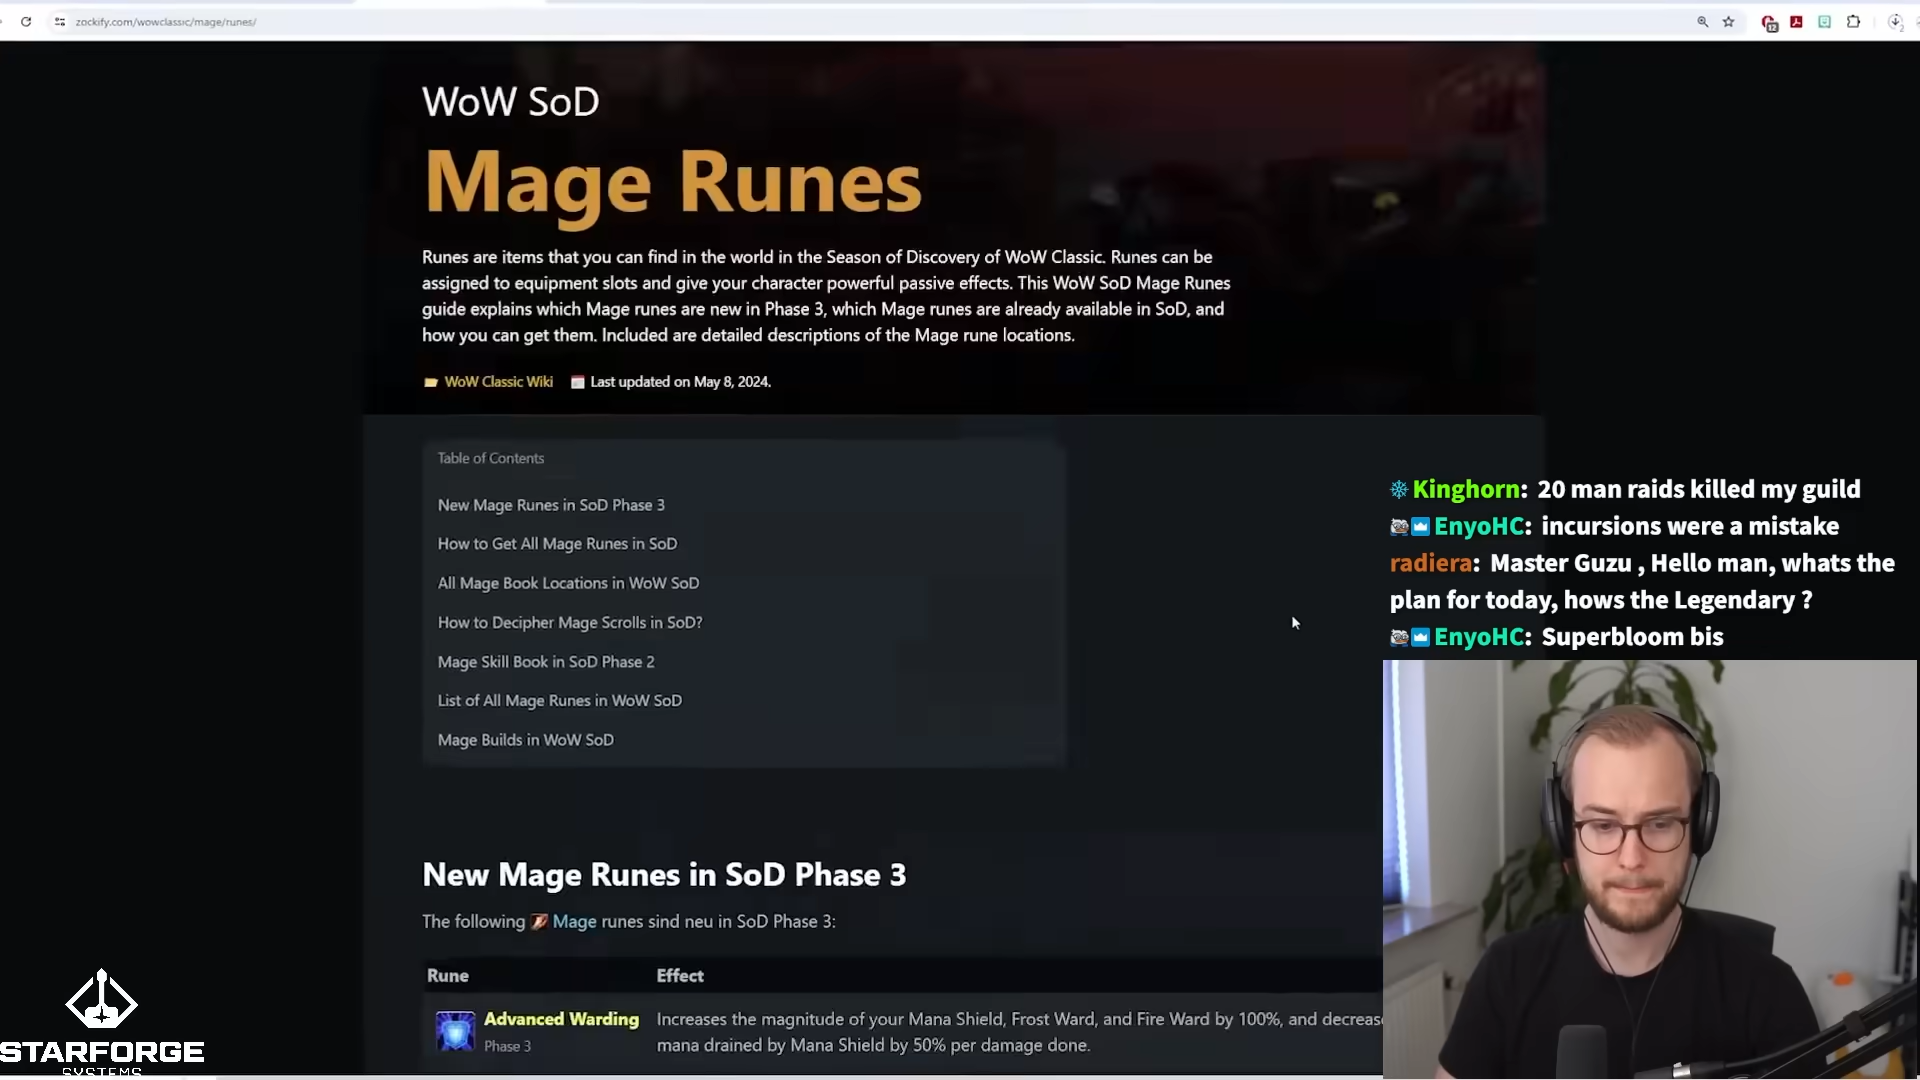 zockify.com/wowclassic/mage/runes/
WoW SoD
Mage Runes
Runes are items that you can find in the world in the Season of Discovery of WoW Classic. Runes can be
assigned to equipment slots and give your character powerful passive effects. This WoW SoD Mage Runes
guide explains which Mage runes are new in Phase 3, which Mage runes are already available in SoD, and
how you can get them. Included are detailed descriptions of the Mage rune locations.
WoW Classic Wiki Last updated on May 8, 2024.
Table of Contents
New Mage Runes in SoD Phase 3
How to Get All Mage Runes in SoD
All Mage Book Locations in WoW SoD
How to Decipher Mage Scrolls in SoD?
Mage Skill Book in SoD Phase 2
List of All Mage Runes in WoW SoD
Mage Builds in WoW SoD
New Mage Runes in SoD Phase 3
The following Mage runes sind neu in SoD Phase 3:
Rune Effect
Advanced Warding
Phase 3
Increases the magnitude of your Mana Shield, Frost Ward, and Fire Ward by 100%, and decreas
mana drained by Mana Shield by 50% per damage done.
Kinghorn: 20 man raids killed my guild
EnyoHC: incursions were a mistake
radiera: Master Guzu , Hello man, whats the
plan for today, hows the Legendary ?
EnyoHC: Superbloom bis
STARFORGE
SYSTEMS